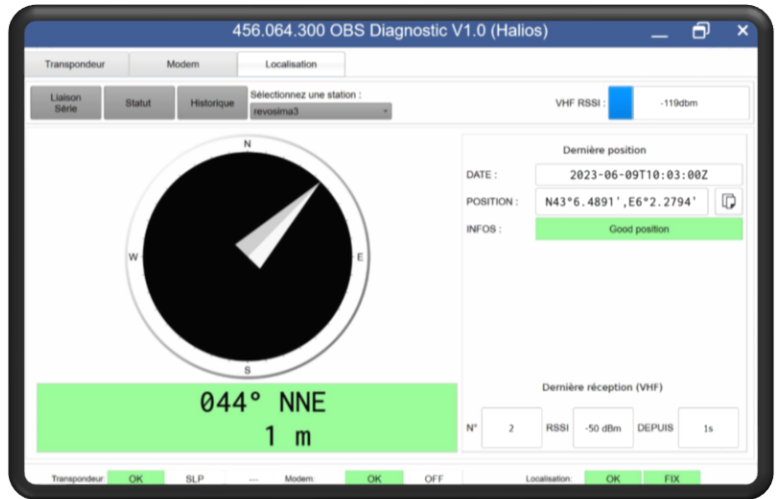 456.064.300 OBS Diagnostic V1.0 (Halios)
Transpondeur Modem Localisation
Liaison Série Statut Historique Sélectionnez une station : revosima3 VHF RSSI : -119dbm
N
W E
S
044° NNE
1 m
Dernière position
DATE : 2023-06-09T10:03:00Z
POSITION : N43°6.4891',E6°2.2794'
INFOS : Good position
Dernière réception (VHF)
N° 2 RSSI -50 dBm DEPUIS 1s
Transpondeur OK SLP --- Modem: OK OFF Localisation: OK FIX